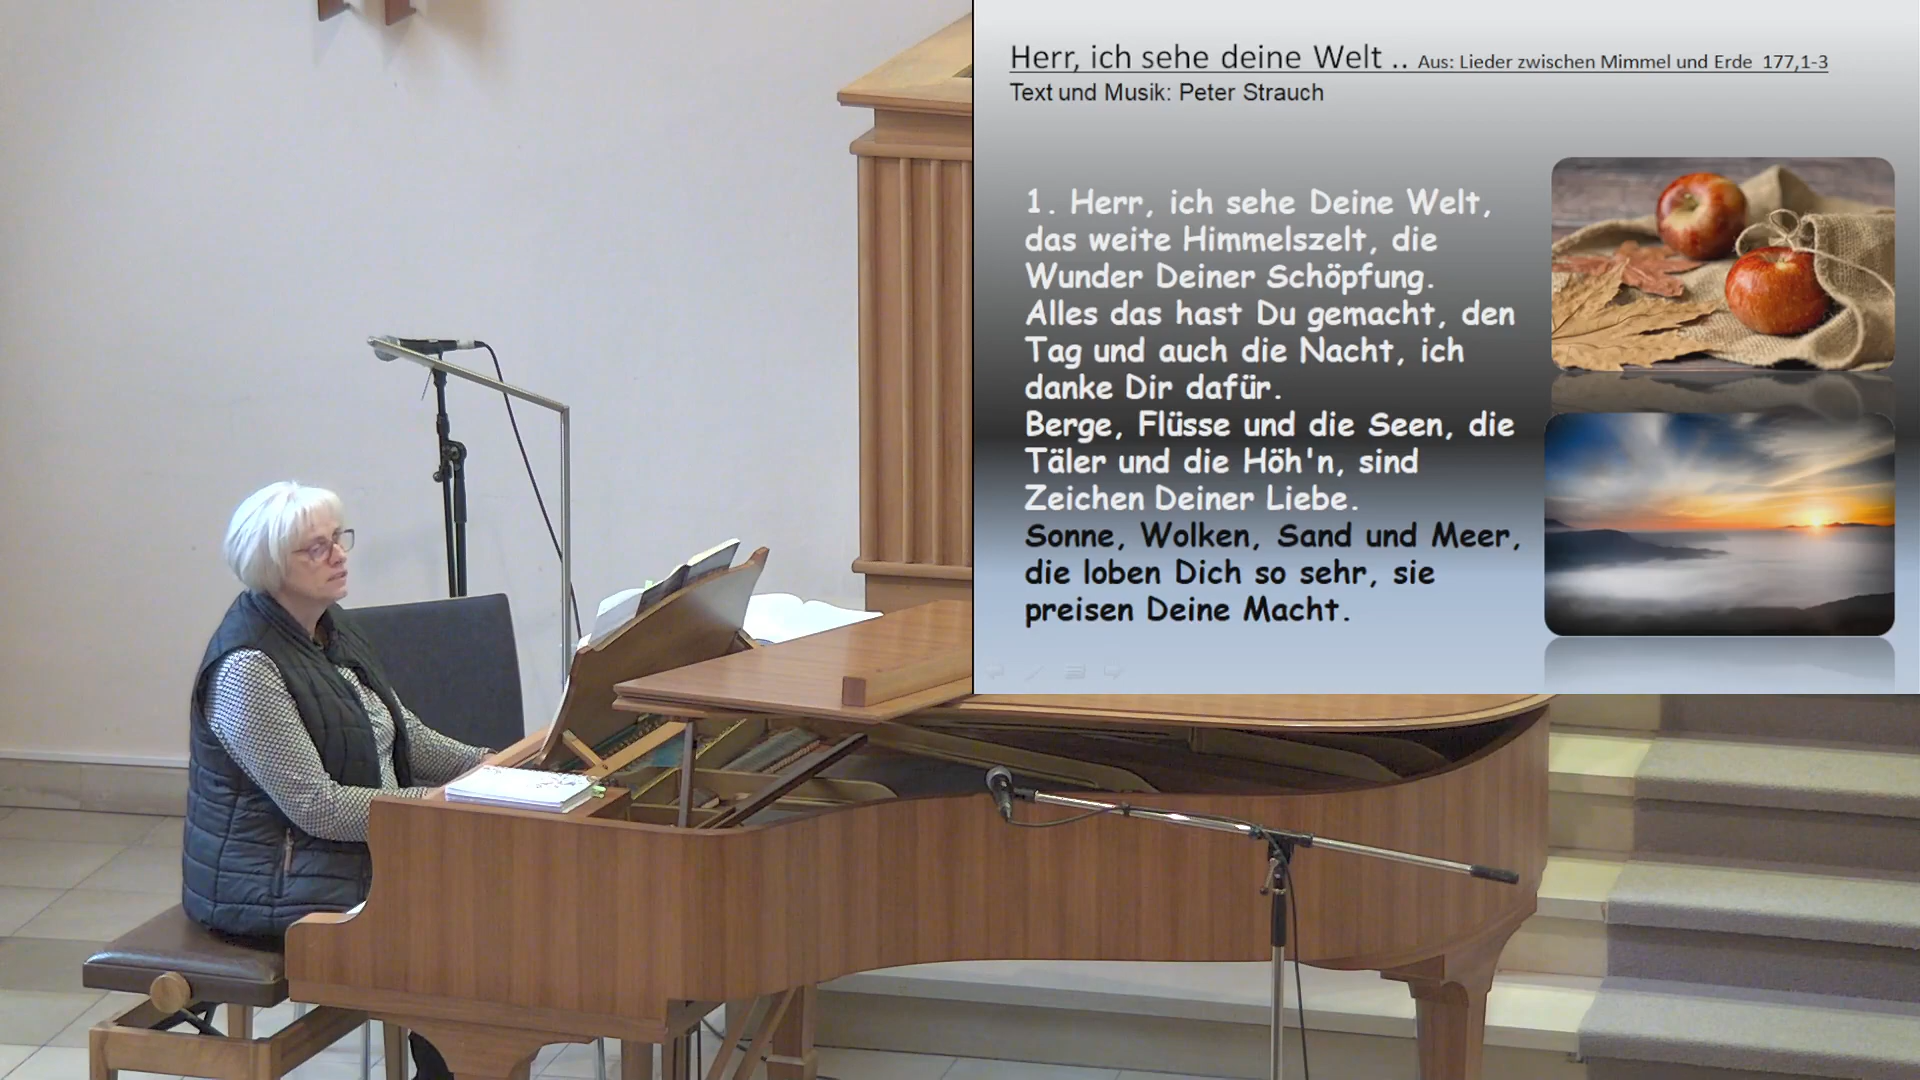 Herr, ich sehe deine Welt .. Aus: Lieder zwischen Mimmel und Erde 177,1-3
Text und Musik: Peter Strauch
1. Herr, ich sehe Deine Welt,
das weite Himmelszelt, die
Wunder Deiner Schöpfung.
Alles das hast Du gemacht, den
Tag und auch die Nacht, ich
danke Dir dafür.
Berge, Flüsse und die Seen, die
Täler und die Höh'n, sind
Zeichen Deiner Liebe.
Sonne, Wolken, Sand und Meer,
die loben Dich so sehr, sie
preisen Deine Macht.